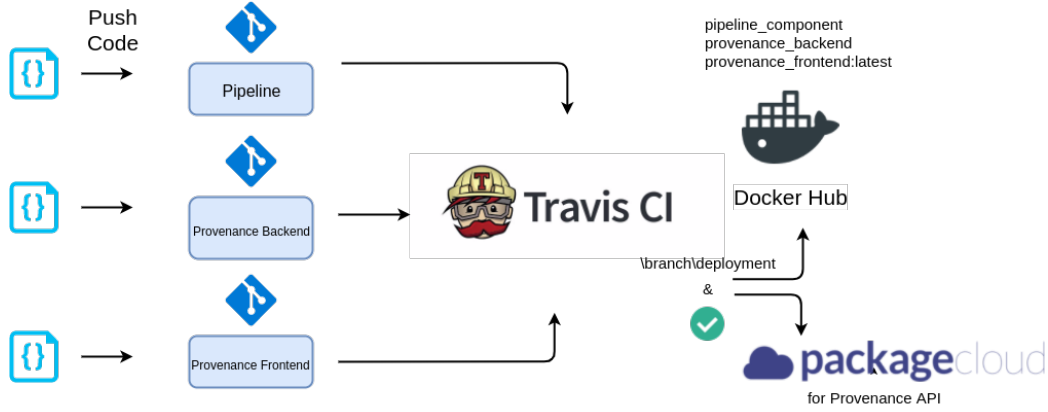 Push
Code
pipeline_component
provenance_backend
provenance_frontend:latest
{}
Pipeline
{}
Provenance Backend
T
Travis CI
Docker Hub
\branch\deployment
&
{}
Provenance Frontend
packagecloud
for Provenance API